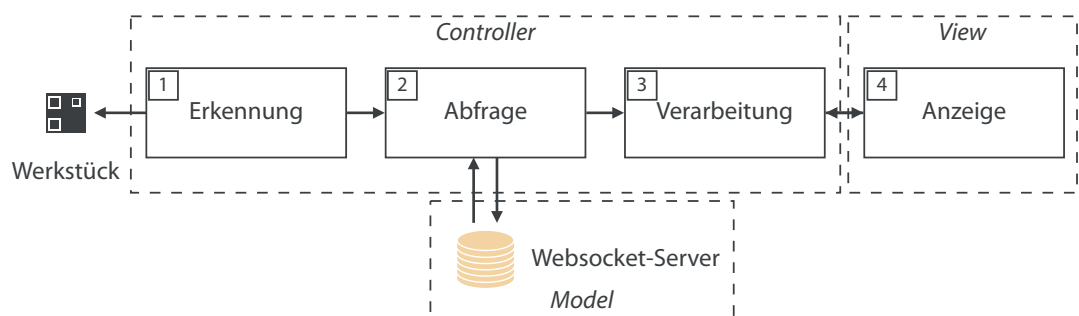 Controller
View
1
Erkennung
2
Abfrage
3
Verarbeitung
4
Anzeige
Werkstück
Websocket-Server
Model